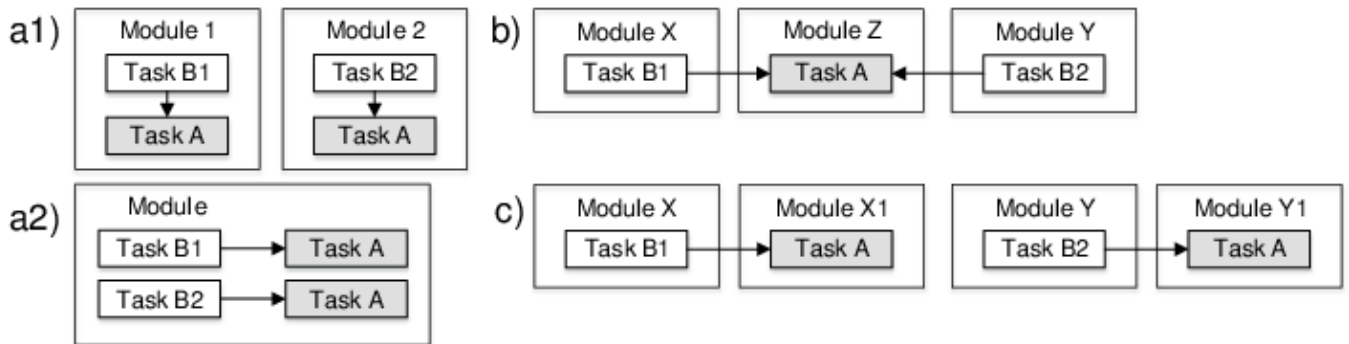 a1)
Module 1
Task B1
Task A
Module 2
Task B2
Task A
b)
Module X
Task B1
Module Z
Task A
Module Y
Task B2
a2)
Module
Task B1
Task A
Task B2
Task A
c)
Module X
Task B1
Module X1
Task A
Module Y
Task B2
Module Y1
Task A